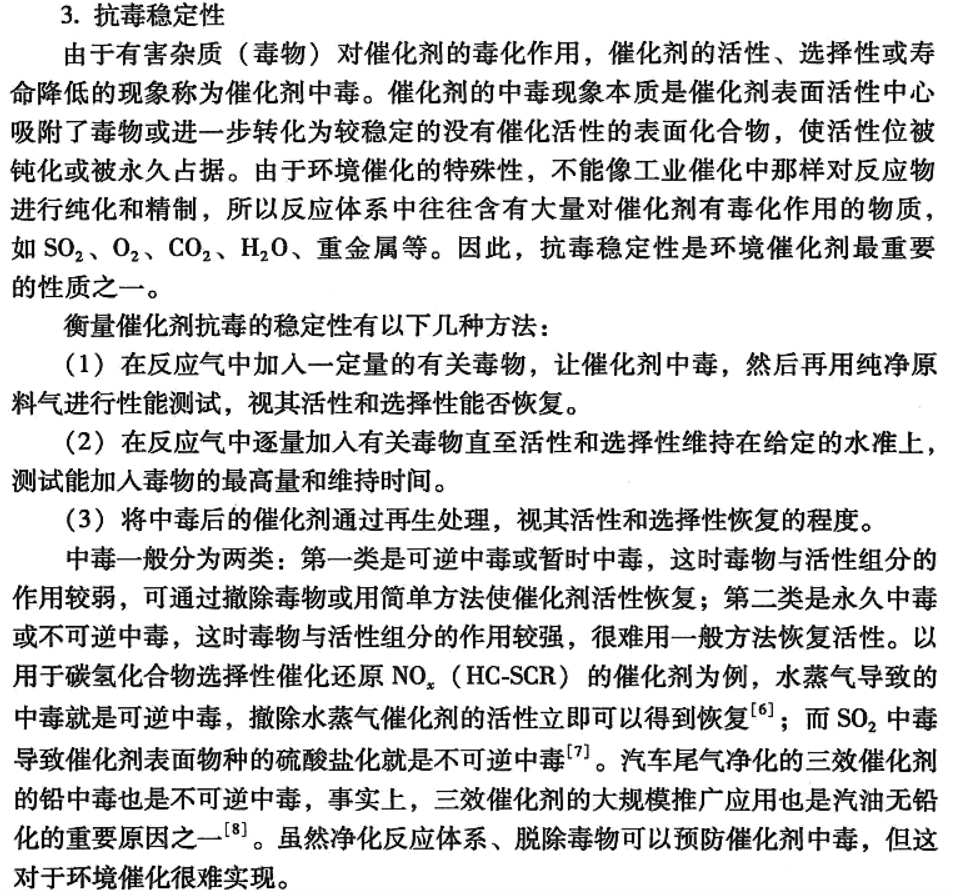 3. 抗毒稳定性
由于有害杂质（毒物）对催化剂的毒化作用，催化剂的活性、选择性或寿
命降低的现象称为催化剂中毒。催化剂的中毒现象本质是催化剂表面活性中心
吸附了毒物或进一步转化为较稳定的没有催化活性的表面化合物，使活性位被
钝化或被永久占据。由于环境催化的特殊性，不能像工业催化中那样对反应物
进行纯化和精制，所以反应体系中往往含有大量对催化剂有毒化作用的物质，
如 SO₂、O₂、CO₂、H₂O、重金属等。因此，抗毒稳定性是环境催化剂最重要
的性质之一。
衡量催化剂抗毒的稳定性有以下几种方法：
（1）在反应气中加入一定量的有关毒物，让催化剂中毒，然后再用纯净原
料气进行性能测试，视其活性和选择性能否恢复。
（2）在反应气中逐量加入有关毒物直至活性和选择性维持在给定的水准上，
测试能加入毒物的最高量和维持时间。
（3）将中毒后的催化剂通过再生处理，视其活性和选择性恢复的程度。
中毒一般分为两类：第一类是可逆中毒或暂时中毒，这时毒物与活性组分的
作用较弱，可通过撤除毒物或用简单方法使催化剂活性恢复；第二类是永久中毒
或不可逆中毒，这时毒物与活性组分的作用较强，很难用一般方法恢复活性。以
用于碳氢化合物选择性催化还原 NOₓ（HC-SCR）的催化剂为例，水蒸气导致的
中毒就是可逆中毒，撤除水蒸气催化剂的活性立即可以得到恢复[6]；而 SO₂ 中毒
导致催化剂表面物种的硫酸盐化就是不可逆中毒[7]。汽车尾气净化的三效催化剂
的铅中毒也是不可逆中毒，事实上，三效催化剂的大规模推广应用也是汽油无铅
化的重要原因之一[8]。虽然净化反应体系、脱除毒物可以预防催化剂中毒，但这
对于环境催化很难实现。